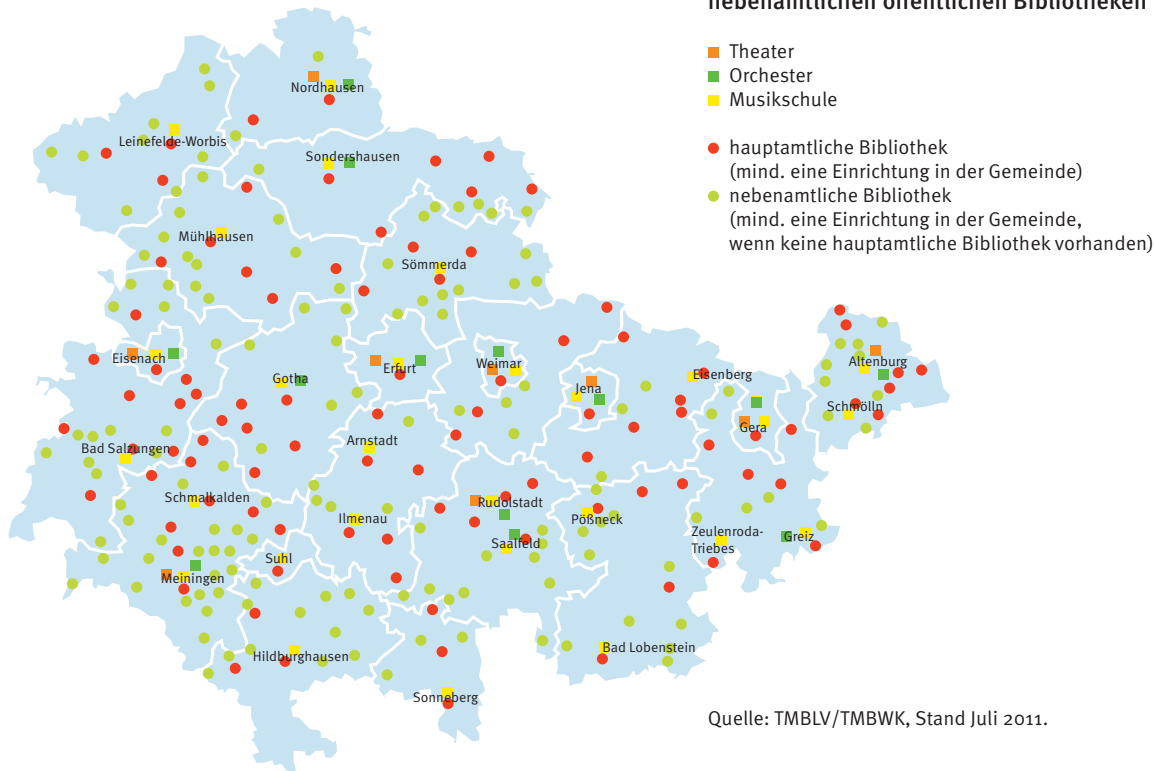 nebenamtlichen öffentlichen Bibliotheken
Theater
Orchester
Musikschule
hauptamtliche Bibliothek
(mind. eine Einrichtung in der Gemeinde)
nebenamtliche Bibliothek
(mind. eine Einrichtung in der Gemeinde,
wenn keine hauptamtliche Bibliothek vorhanden)
Nordhausen
Leinefelde-Worbis
Sondershausen
Mühlhausen
Sömmerda
Eisenach
Gotha
Erfurt
Weimar
Jena
Eisenberg
Altenburg
Schmölln
Gera
Arnstadt
Bad Salzungen
Schmalkalden
Ilmenau
Rudolstadt
Saalfeld
Pößneck
Zeulenroda-
Triebes
Greiz
Suhl
Meiningen
Hildburghausen
Bad Lobenstein
Sonneberg
Quelle: TMBLV/TMBWK, Stand Juli 2011.